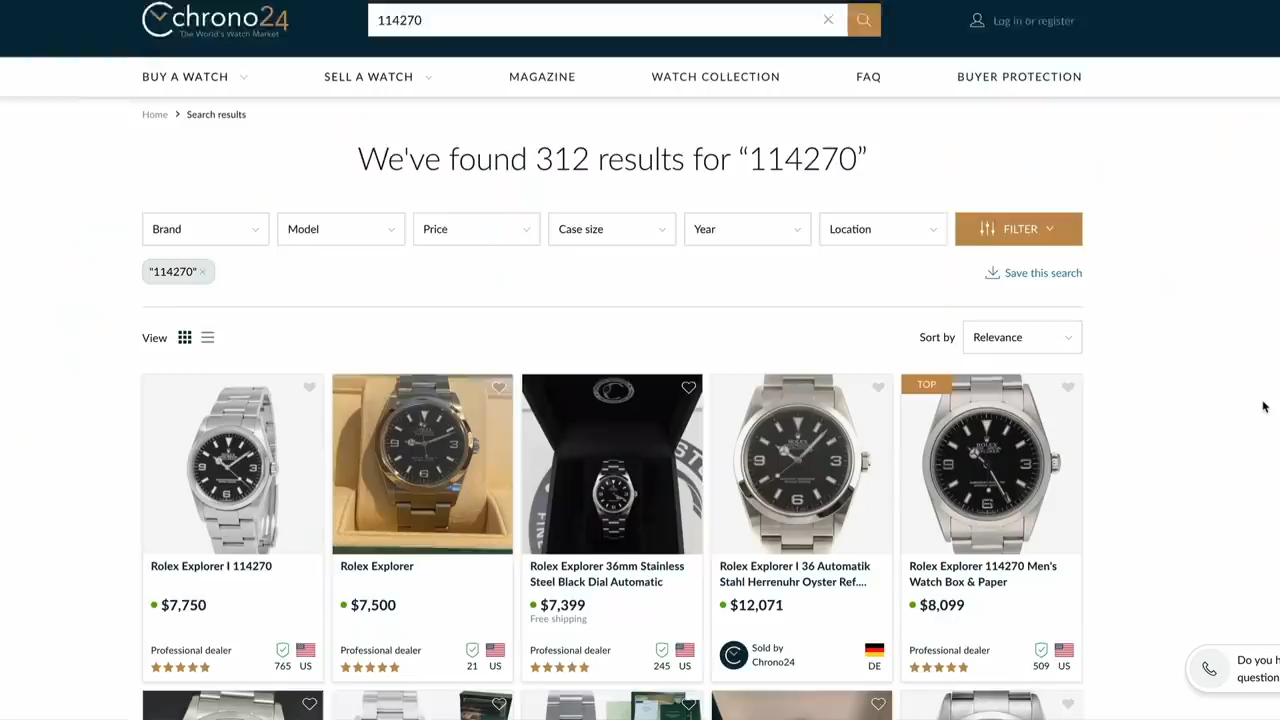 chrono24
The World's Watch Market
114270
Log in or register
BUY A WATCH
SELL A WATCH
MAGAZINE
WATCH COLLECTION
FAQ
BUYER PROTECTION
Home
Search results
We've found 312 results for “114270”
Brand
Model
Price
Case size
Year
Location
FILTER
"114270"
Save this search
View
Sort by
Relevance
TOP
Rolex Explorer I 114270
$7,750
Professional dealer
765
US
Rolex Explorer
$7,500
Professional dealer
21
US
Rolex Explorer 36mm Stainless
Steel Black Dial Automatic
$7,399
Free shipping
Professional dealer
245
US
Rolex Explorer I 36 Automatik
Stahl Herrenuhr Oyster Ref....
$12,071
Sold by
Chrono24
DE
Rolex Explorer 114270 Men's
Watch Box & Paper
$8,099
Professional dealer
509
US
Do you h
question